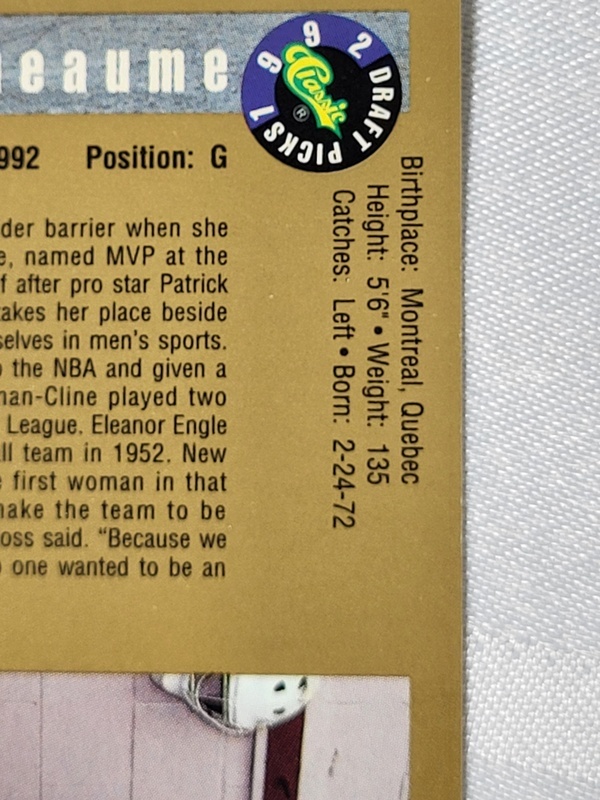 eaume
1992 DRAFT PICKS
Classic
®
992 Position: G
der barrier when she
e, named MVP at the
f after pro star Patrick
takes her place beside
selves in men's sports.
the NBA and given a
man-Cline played two
League. Eleanor Engle
ll team in 1952. New
first woman in that
make the team to be
oss said. “Because we
one wanted to be an
Birthplace: Montreal, Quebec
Height: 5'6" • Weight: 135
Catches: Left • Born: 2-24-72